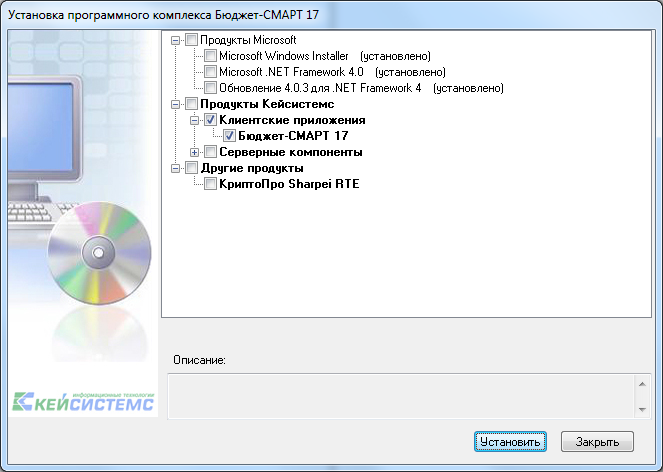 Установка программного комплекса Бюджет-СМАРТ 17
Продукты Microsoft
Microsoft Windows Installer (установлено)
Microsoft .NET Framework 4.0 (установлено)
Обновление 4.0.3 для .NET Framework 4 (установлено)
Продукты Кейсистемс
Клиентские приложения
Бюджет-СМАРТ 17
Серверные компоненты
Другие продукты
КриптоПро Sharpei RTE
Описание:
информационные технологии
КЕЙСИСТЕМС
Установить
Закрыть